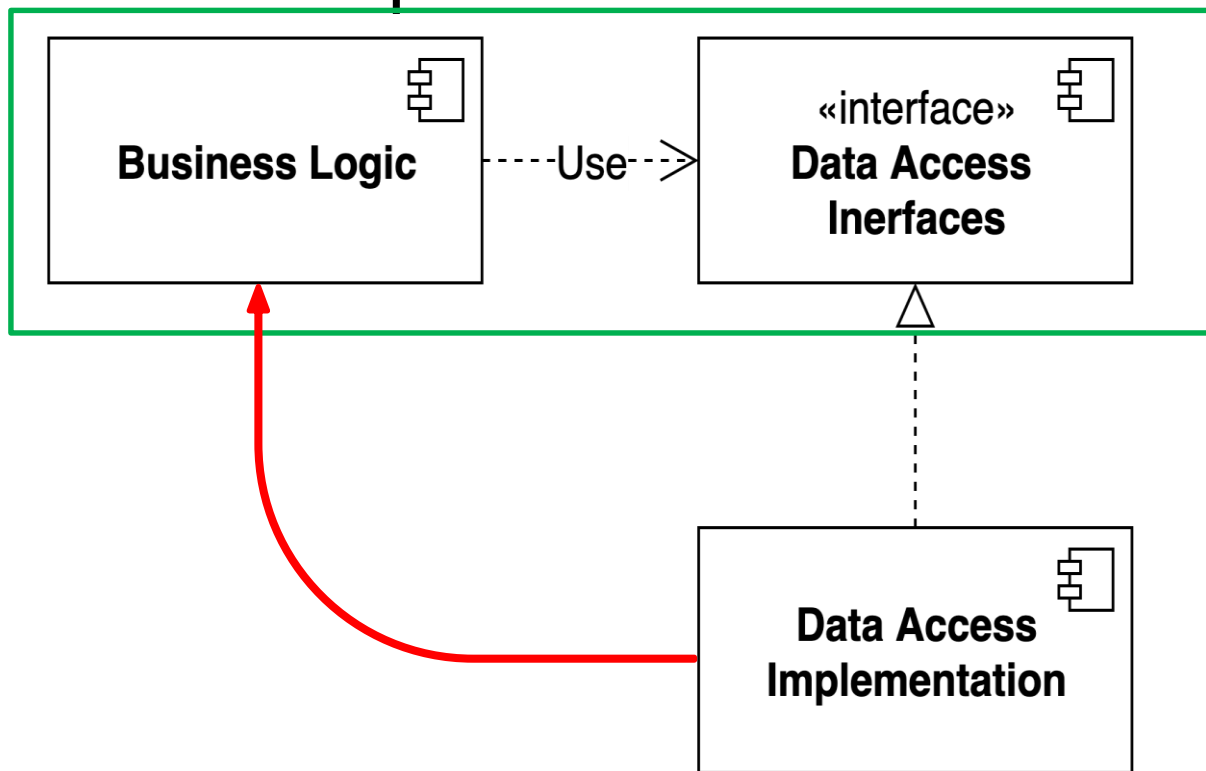 Business Logic
Use
«interface»
Data Access
Inerfaces
Data Access
Implementation